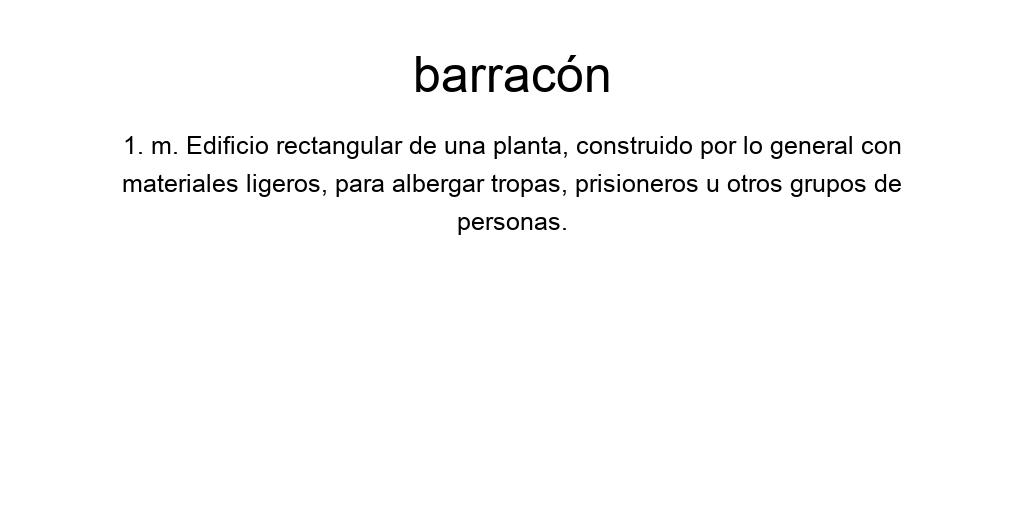 barracón
1. m. Edificio rectangular de una planta, construido por lo general con
materiales ligeros, para albergar tropas, prisioneros u otros grupos de
personas.